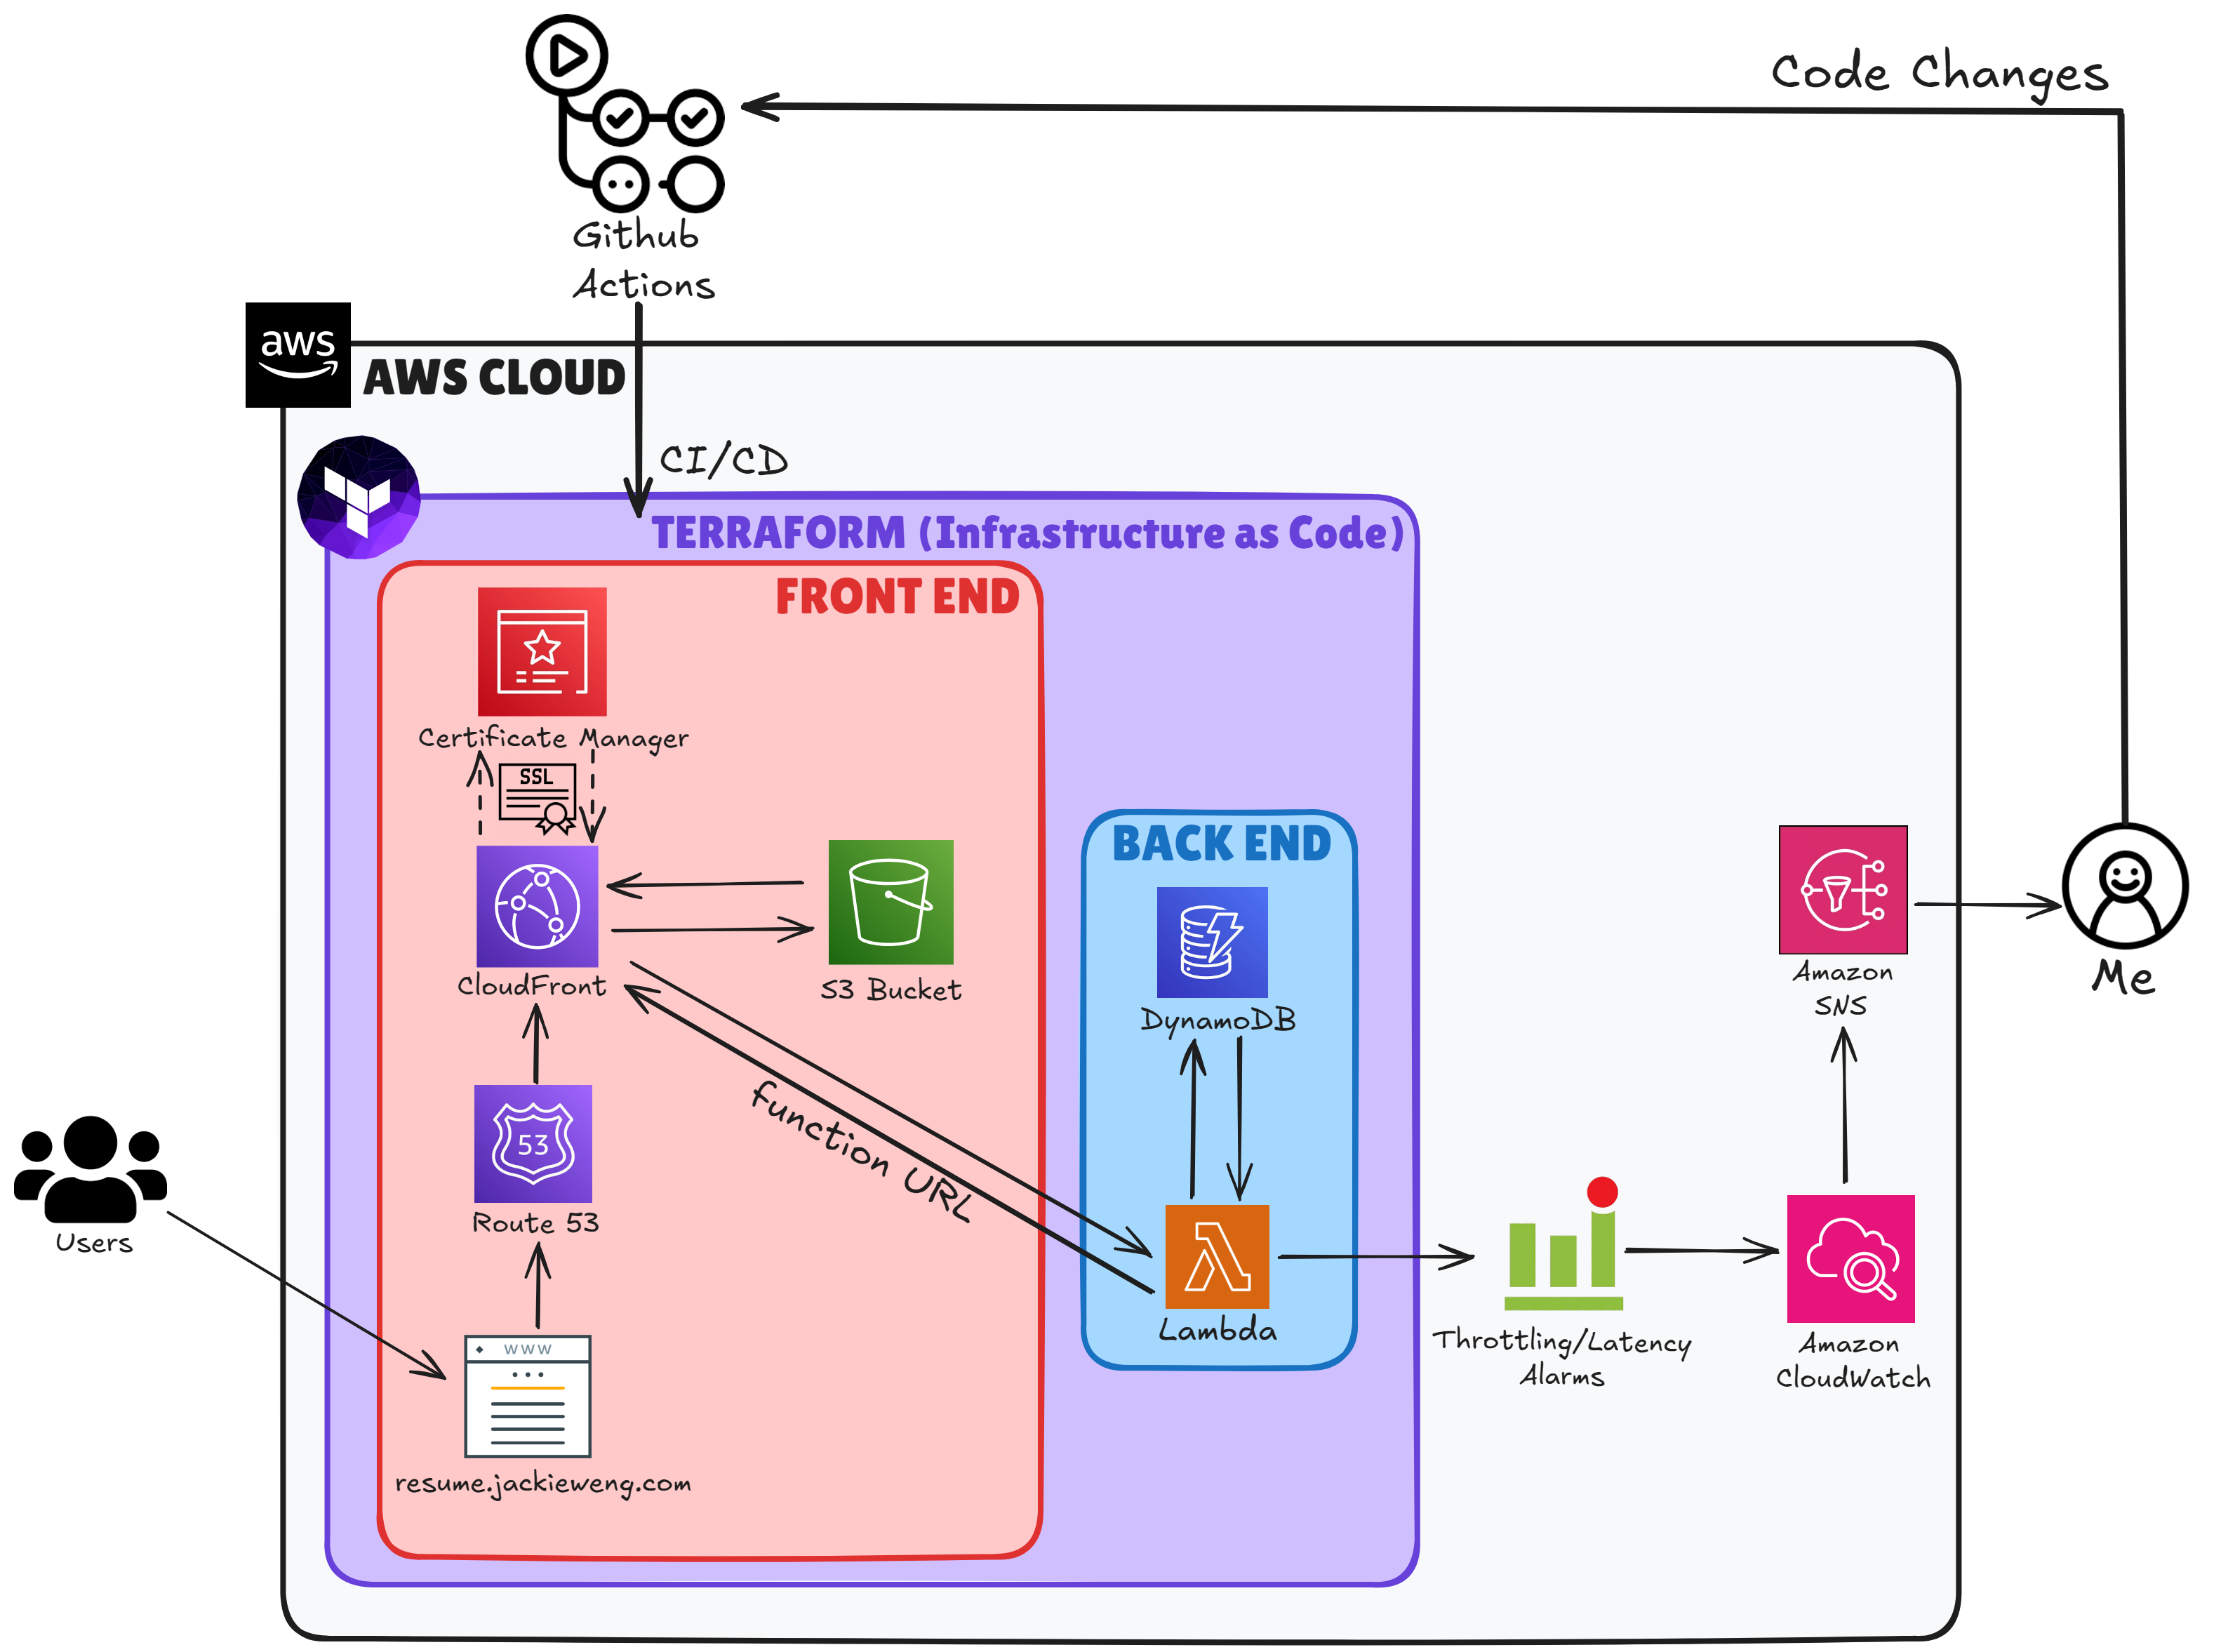 Code Changes
Github
Actions
aws
AWS CLOUD
CI/CD
TERRAFORM (Infrastructure as Code)
FRONT END
Certificate Manager
SSL
BACK END
CloudFront
S3 Bucket
DynamoDB
Amazon
SNS
Me
function URL
53
Route 53
Users
Lambda
Throttling/Latency
Alarms
Amazon
CloudWatch
WWW
resume.jackieweng.com